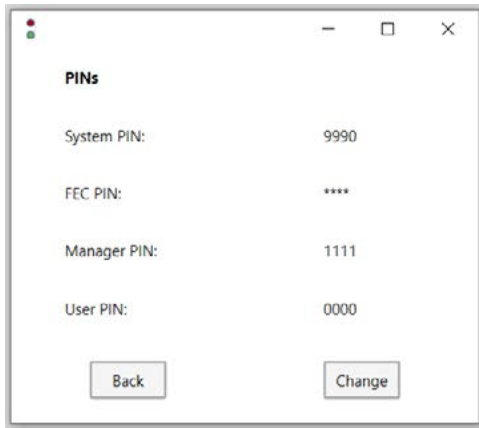 PINs
System PIN: 9990
FEC PIN: ****
Manager PIN: 1111
User PIN: 0000
Back Change